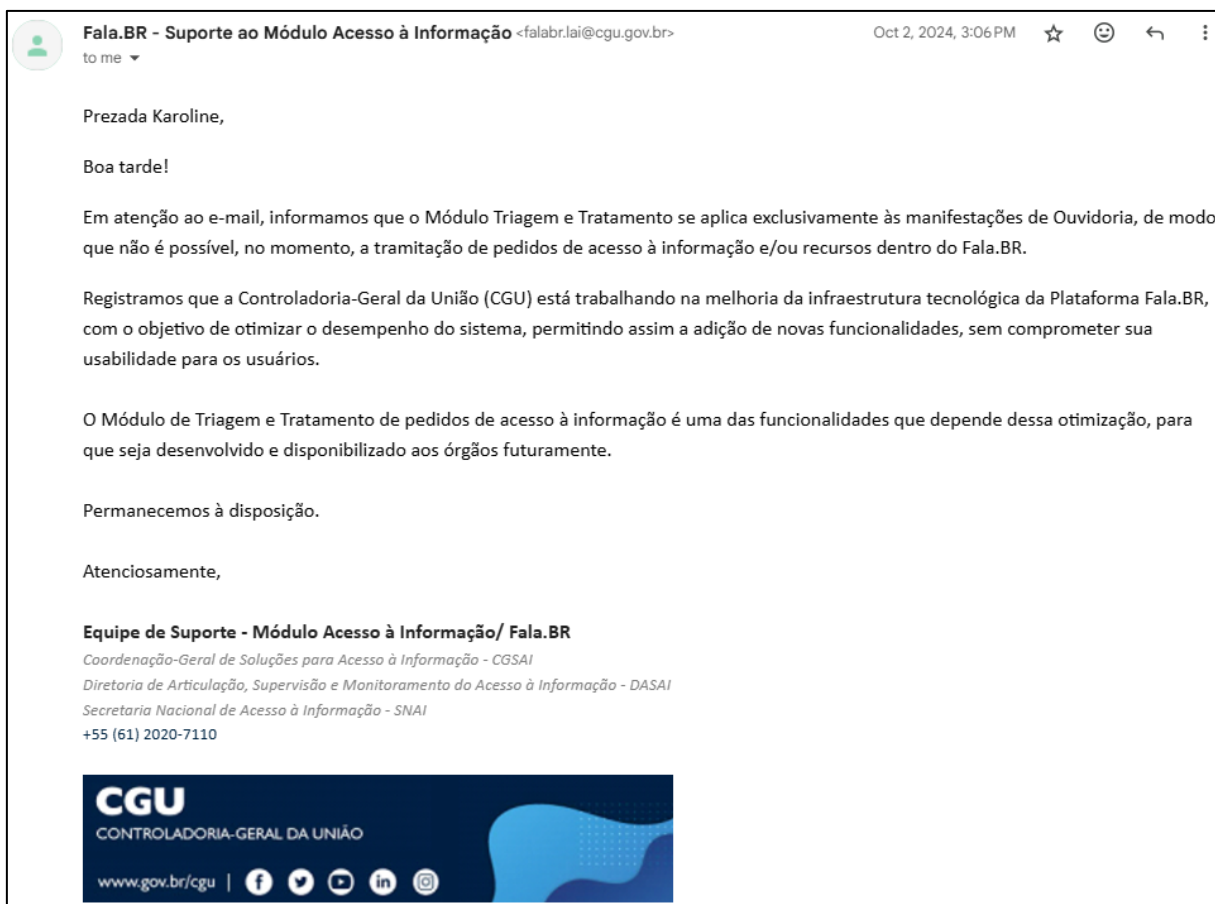 Fala.BR - Suporte ao Módulo Acesso à Informação <falabr.lai@cgu.gov.br>
Oct 2, 2024, 3:06 PM
to me
Prezada Karoline,
Boa tarde!
Em atenção ao e-mail, informamos que o Módulo Triagem e Tratamento se aplica exclusivamente às manifestações de Ouvidoria, de modo
que não é possível, no momento, a tramitação de pedidos de acesso à informação e/ou recursos dentro do Fala.BR.
Registramos que a Controladoria-Geral da União (CGU) está trabalhando na melhoria da infraestrutura tecnológica da Plataforma Fala.BR,
com o objetivo de otimizar o desempenho do sistema, permitindo assim a adição de novas funcionalidades, sem comprometer sua
usabilidade para os usuários.
O Módulo de Triagem e Tratamento de pedidos de acesso à informação é uma das funcionalidades que depende dessa otimização, para
que seja desenvolvido e disponibilizado aos órgãos futuramente.
Permanecemos à disposição.
Atenciosamente,
Equipe de Suporte - Módulo Acesso à Informação/ Fala.BR
Coordenação-Geral de Soluções para Acesso à Informação - CGSAI
Diretoria de Articulação, Supervisão e Monitoramento do Acesso à Informação - DASAI
Secretaria Nacional de Acesso à Informação - SNAI
+55 (61) 2020-7110
CGU
CONTROLADORIA-GERAL DA UNIÃO
www.gov.br/cgu |